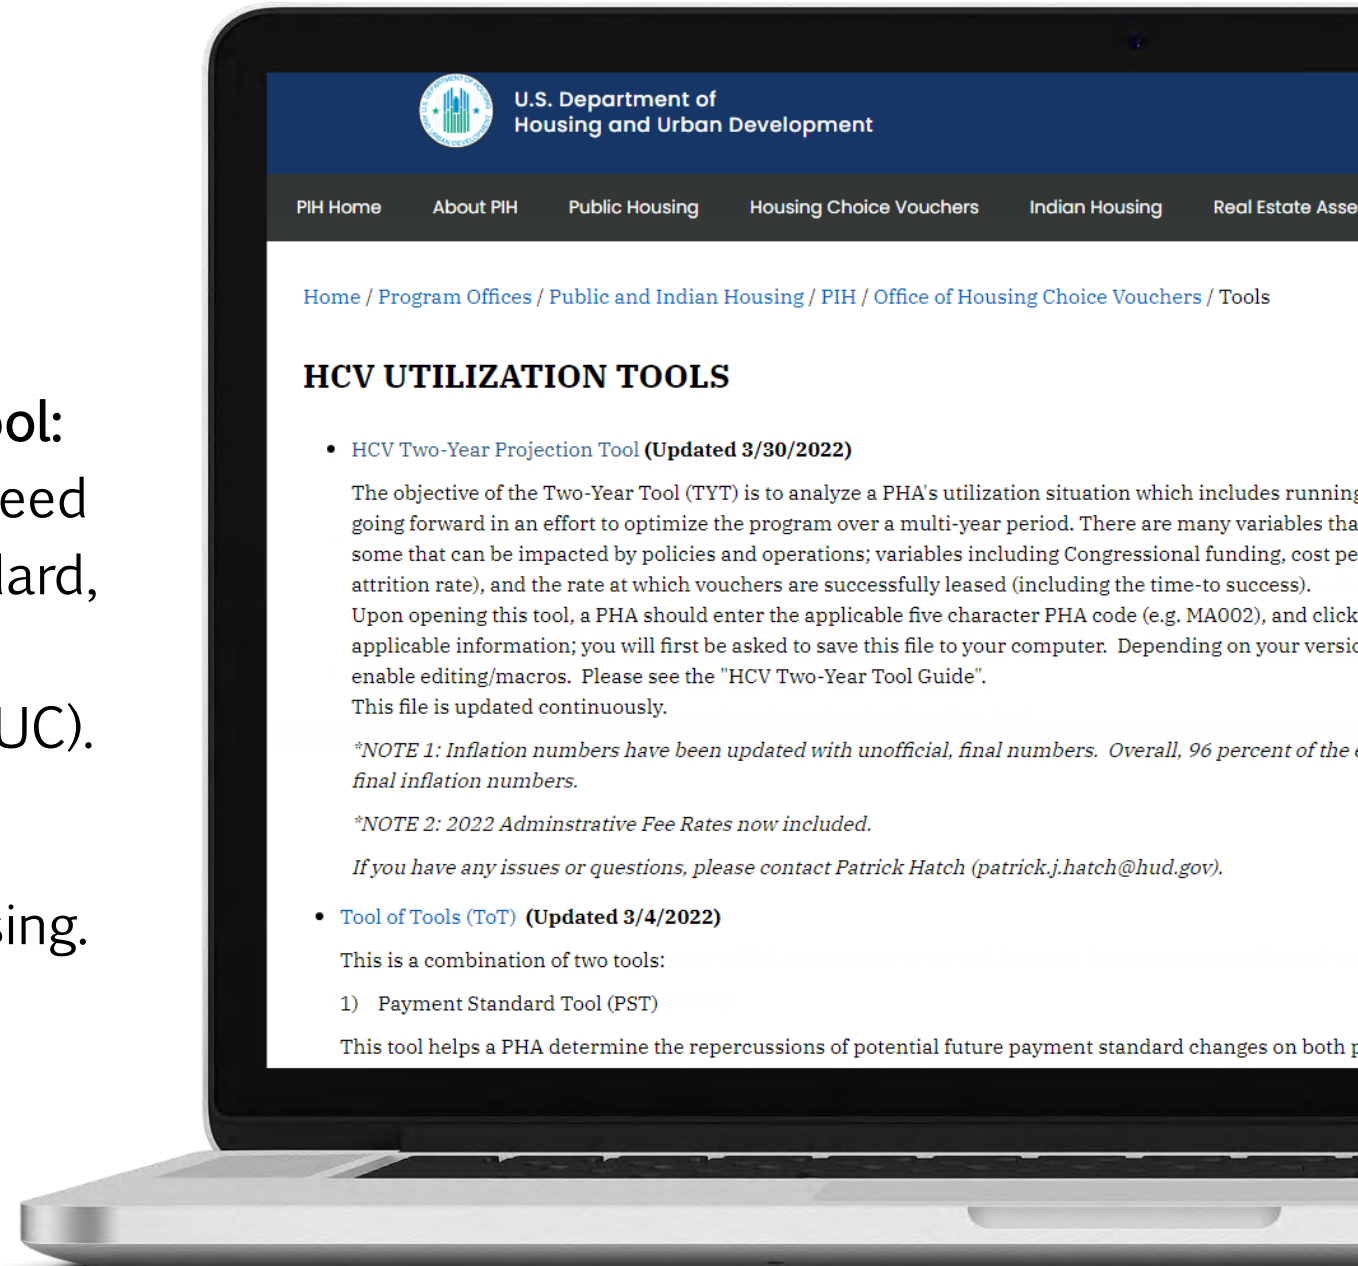 ool:
eed
lard,
UC).
sing.
U.S. Department of
Housing and Urban Development
PIH Home About PIH Public Housing Housing Choice Vouchers Indian Housing Real Estate Asse
Home / Program Offices / Public and Indian Housing / PIH / Office of Housing Choice Vouchers / Tools
HCV UTILIZATION TOOLS
• HCV Two-Year Projection Tool (Updated 3/30/2022)
The objective of the Two-Year Tool (TYT) is to analyze a PHA's utilization situation which includes running
going forward in an effort to optimize the program over a multi-year period. There are many variables tha
some that can be impacted by policies and operations; variables including Congressional funding, cost pe
attrition rate), and the rate at which vouchers are successfully leased (including the time-to success).
Upon opening this tool, a PHA should enter the applicable five character PHA code (e.g. MA002), and click
applicable information; you will first be asked to save this file to your computer. Depending on your versio
enable editing/macros. Please see the "HCV Two-Year Tool Guide".
This file is updated continuously.
*NOTE 1: Inflation numbers have been updated with unofficial, final numbers. Overall, 96 percent of the e
final inflation numbers.
*NOTE 2: 2022 Adminstrative Fee Rates now included.
If you have any issues or questions, please contact Patrick Hatch (patrick.j.hatch@hud.gov).
• Tool of Tools (ToT) (Updated 3/4/2022)
This is a combination of two tools:
1) Payment Standard Tool (PST)
This tool helps a PHA determine the repercussions of potential future payment standard changes on both p